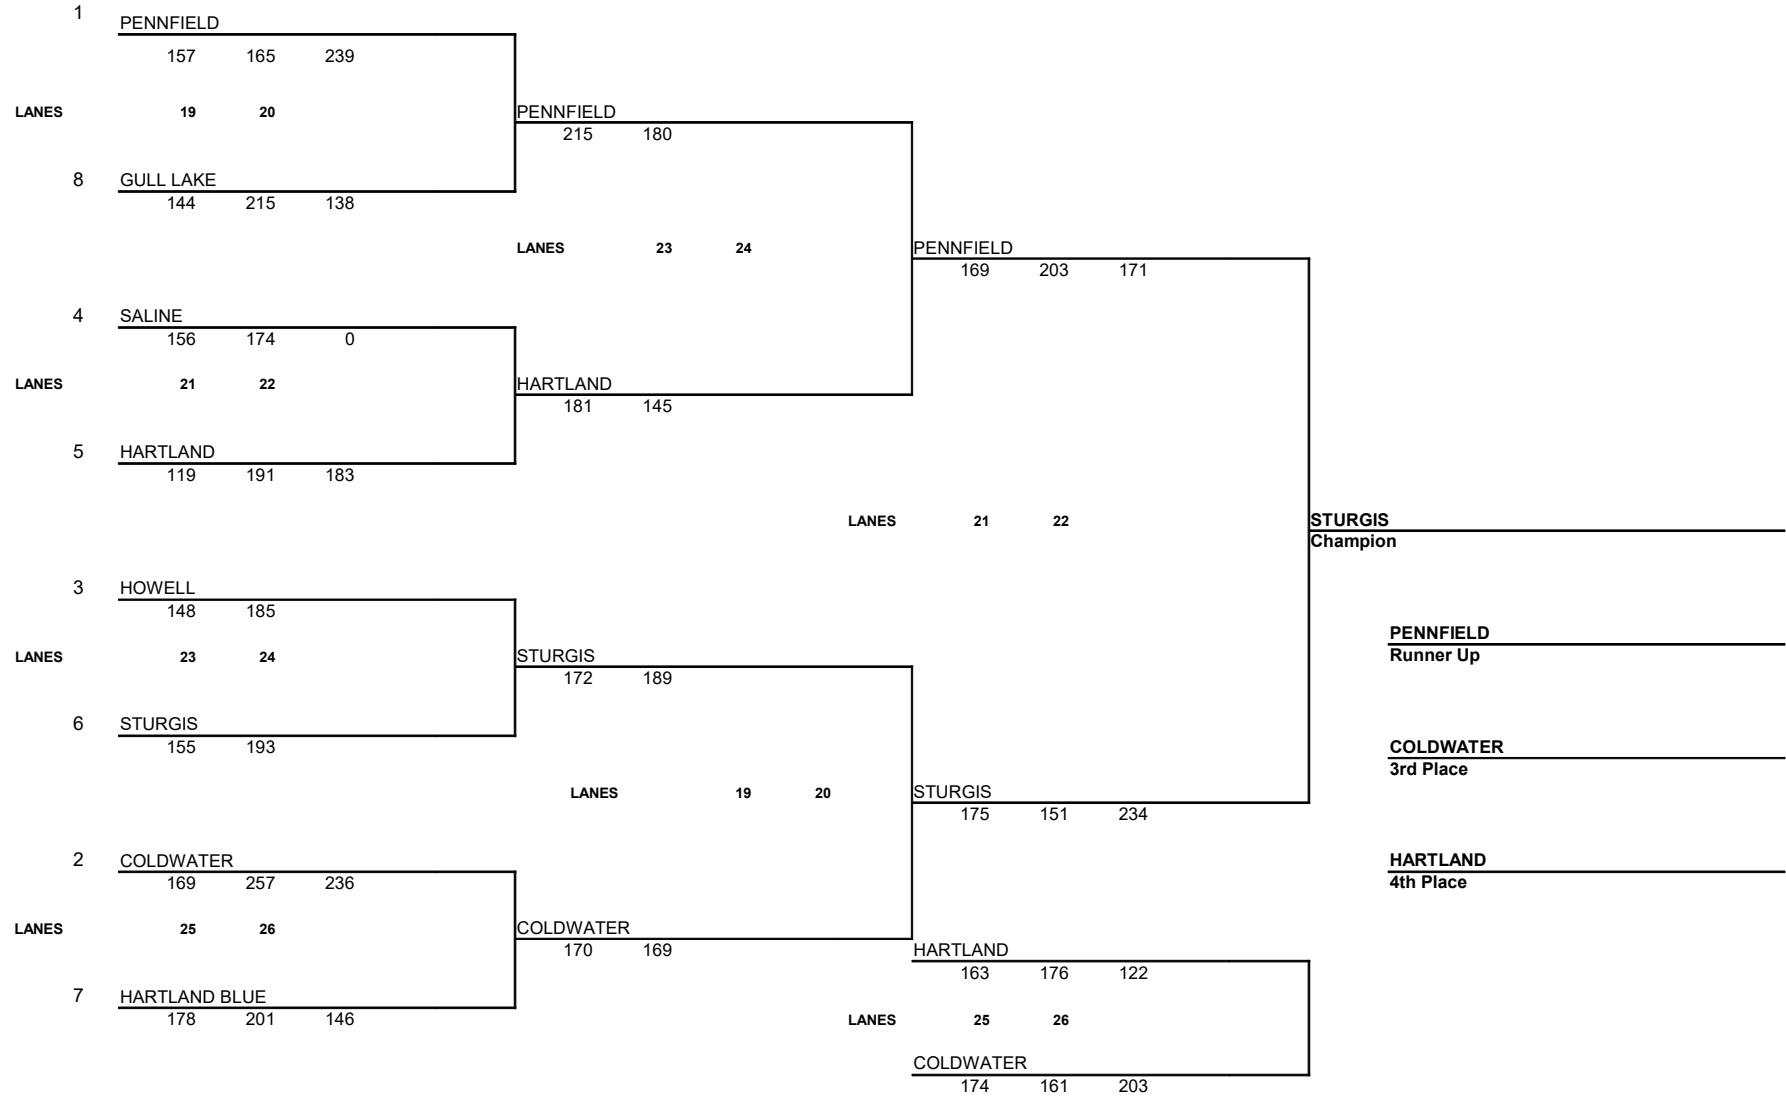 1
PENNFIELD
157 165 239
LANES 19 20
PENNFIELD
215 180
8 GULL LAKE
144 215 138
LANES 23 24
PENNFIELD
169 203 171
4 SALINE
156 174 0
LANES 21 22
HARTLAND
181 145
5 HARTLAND
119 191 183
LANES 21 22
STURGIS
Champion
3 HOWELL
148 185
PENNFIELD
Runner Up
LANES 23 24
STURGIS
172 189
6 STURGIS
155 193
COLDWATER
3rd Place
LANES 19 20
STURGIS
175 151 234
2 COLDWATER
169 257 236
HARTLAND
4th Place
LANES 25 26
COLDWATER
170 169
HARTLAND
163 176 122
7 HARTLAND BLUE
178 201 146
LANES 25 26
COLDWATER
174 161 203